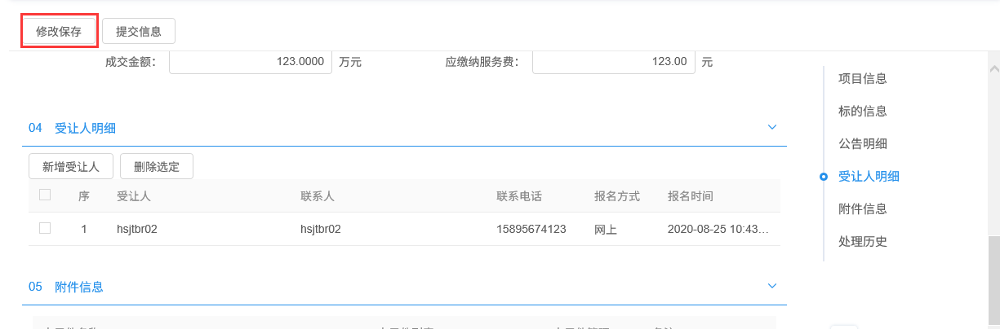 修改保存 提交信息
成交金额： 123.0000 万元 应缴纳服务费： 123.00 元
04 受让人明细
新增受让人 删除选定
序 受让人 联系人 联系电话 报名方式 报名时间
1 hsjtbr02 hsjtbr02 15895674123 网上 2020-08-25 10:43...
05 附件信息
项目信息
标的信息
公告明细
受让人明细
附件信息
处理历史